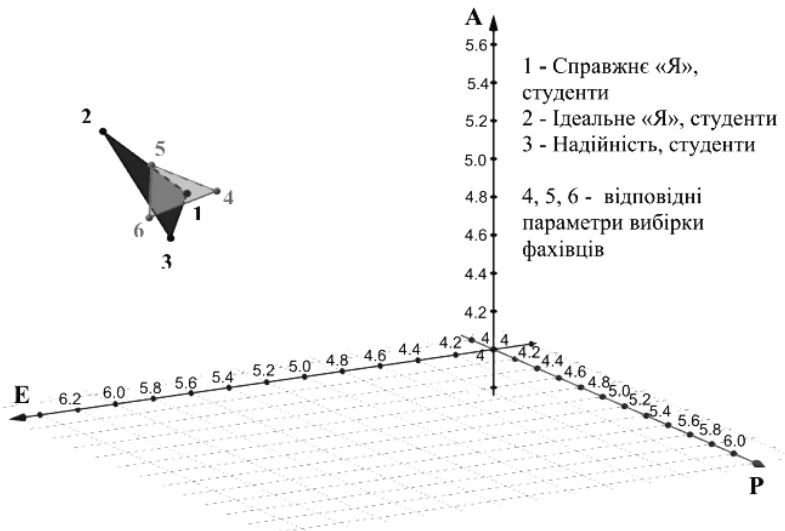 A
5.6
5.4
5.2
5.0
4.8
4.6
4.4
4.2
1 - Справжнє «Я»,
студенти
2 - Ідеальне «Я», студенти
3 - Надійність, студенти
4, 5, 6 - відповідні
параметри вибірки
фахівців
2
5
4
1
6
3
E
6.2 6.0 5.8 5.6 5.4 5.2 5.0 4.8 4.6 4.4 4.2 4
4
4
4.2 4.4 4.6 4.8 5.0 5.2 5.4 5.6 5.8 6.0
P